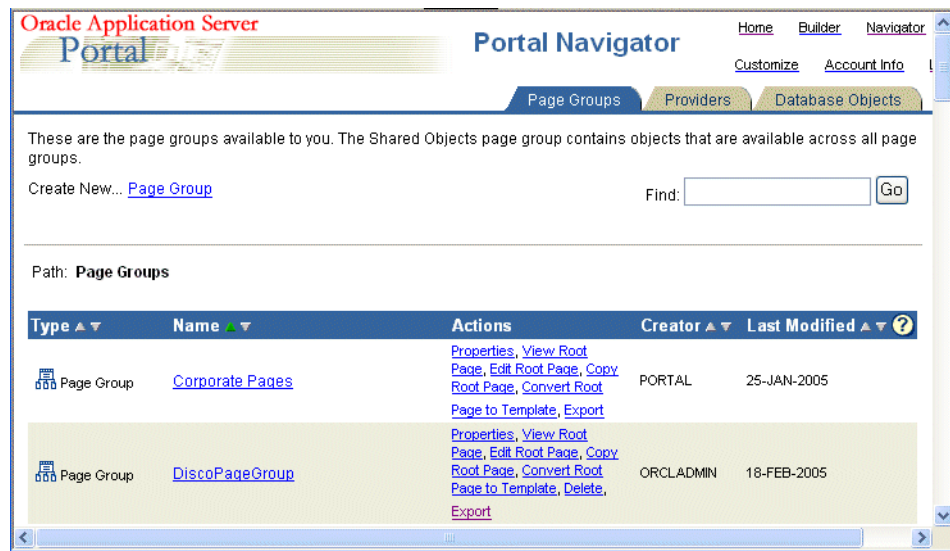 Oracle Application Server
Portal
Portal Navigator
Home Builder Navigator
Customize Account Info
Page Groups Providers Database Objects
These are the page groups available to you. The Shared Objects page group contains objects that are available across all page
groups.
Create New... Page Group
Find: Go
Path: Page Groups
Type Name Actions Creator Last Modified ?
Properties, View Root
Page, Edit Root Page, Copy
Page Group Corporate Pages Root Page, Convert Root PORTAL 25-JAN-2005
Page to Template, Export
Properties, View Root
Page, Edit Root Page, Copy
Page Group DiscoPageGroup Root Page, Convert Root ORCLADMIN 18-FEB-2005
Page to Template, Delete,
Export